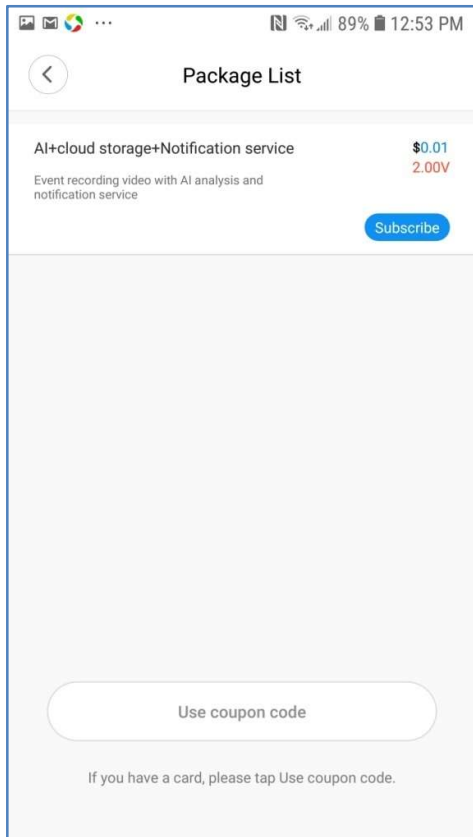 89% 12:53 PM
Package List
AI+cloud storage+Notification service
$0.01
2.00V
Event recording video with AI analysis and
notification service
Subscribe
Use coupon code
If you have a card, please tap Use coupon code.